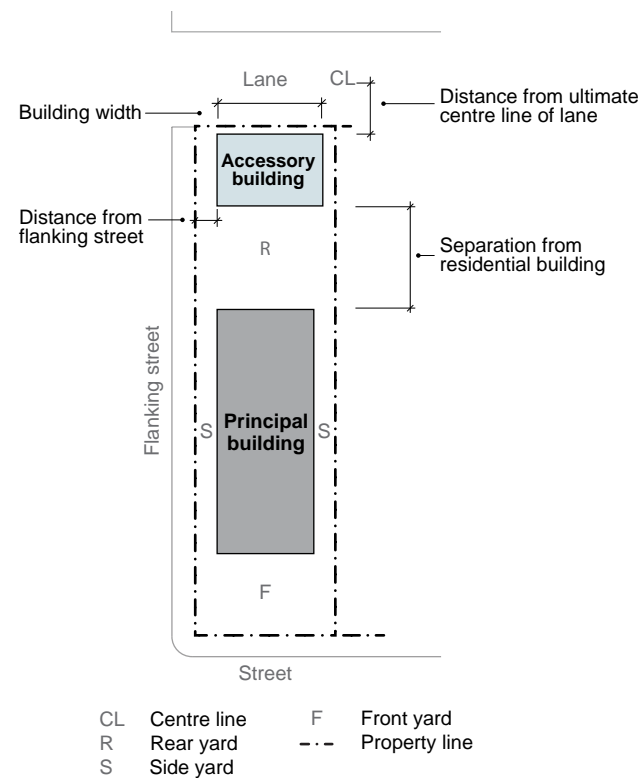 Lane
CL
Building width
Distance from ultimate
centre line of lane
Accessory
building
Distance from
flanking street
R
Separation from
residential building
Flanking street
S
Principal
building
S
F
Street
CL Centre line
R Rear yard
S Side yard
F Front yard
Property line